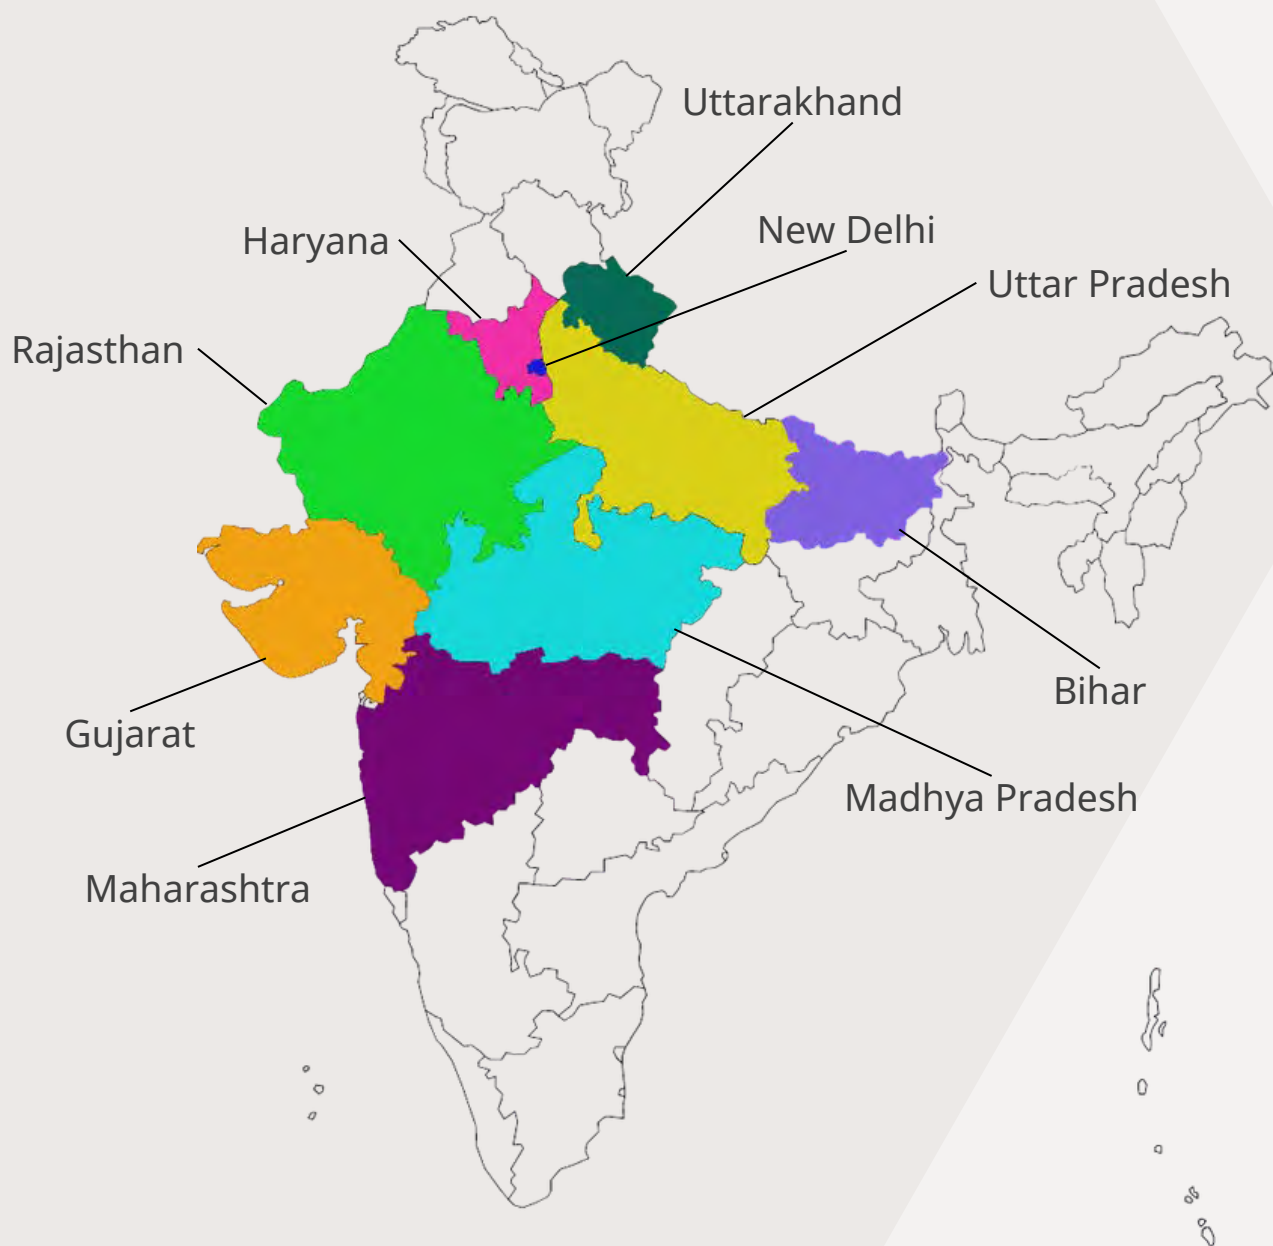 Uttarakhand
New Delhi
Haryana
Uttar Pradesh
Rajasthan
Bihar
Gujarat
Madhya Pradesh
Maharashtra